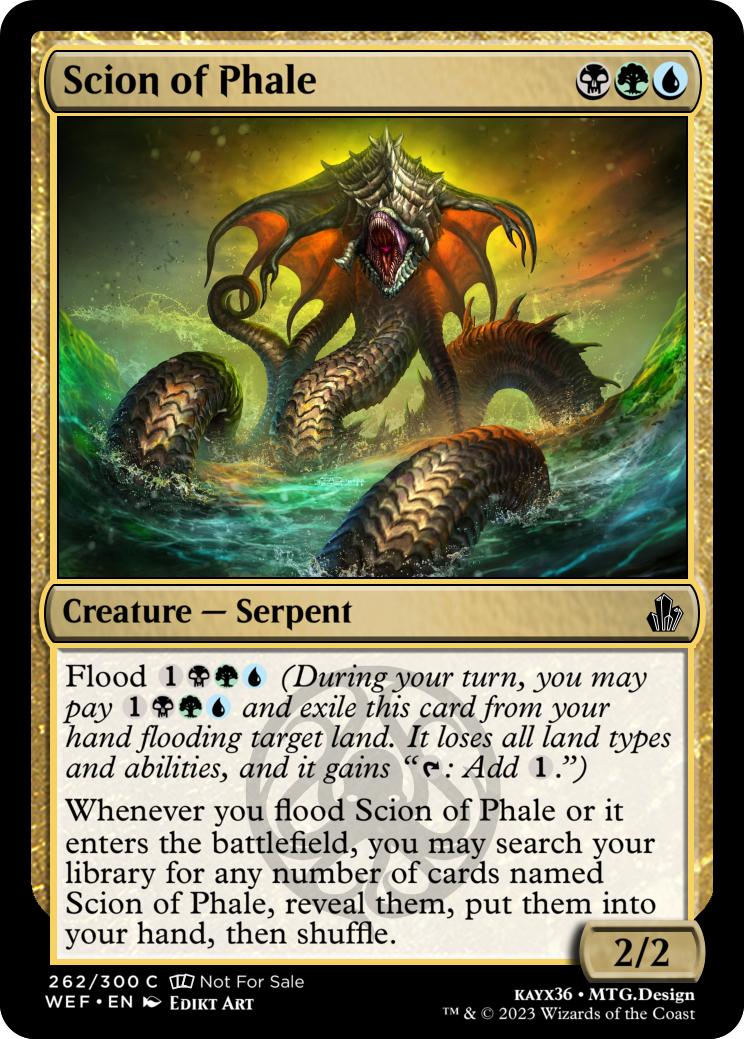 Scion of Phale
Creature — Serpent
Flood 1 (During your turn, you may
pay 1 and exile this card from your
hand flooding target land. It loses all land types
and abilities, and it gains “: Add 1.”)
Whenever you flood Scion of Phale or it
enters the battlefield, you may search your
library for any number of cards named
Scion of Phale, reveal them, put them into
your hand, then shuffle.
2/2
262/300 C Not For Sale
WEF • EN Edikt Art
KAYX36 • MTG.Design
™ & © 2023 Wizards of the Coast